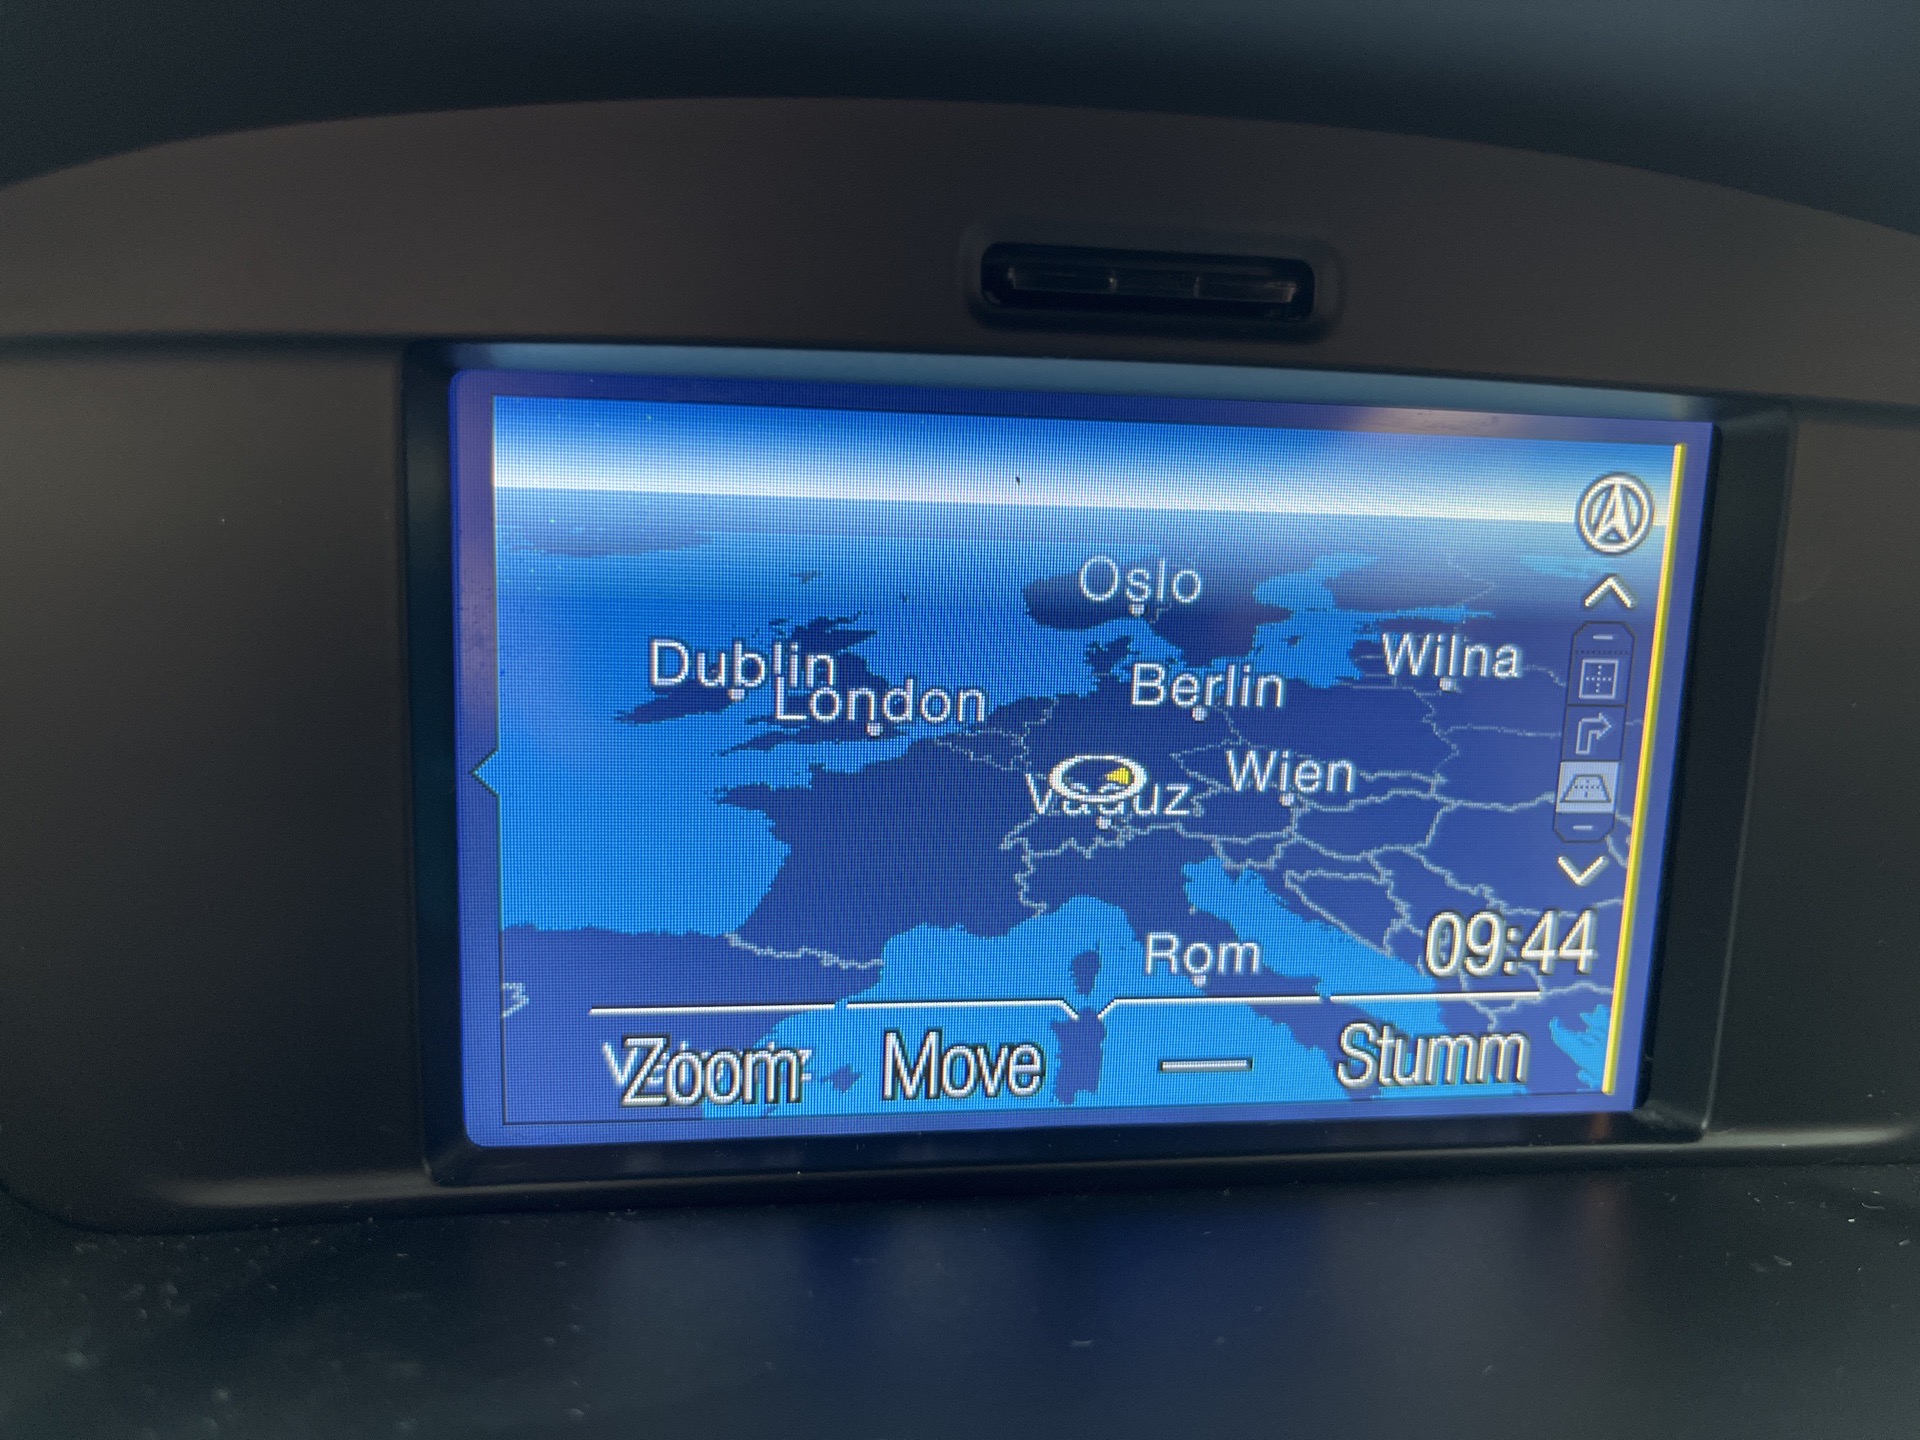 Oslo
Dublin
Wilna
London
Berlin
Wien
Vaduz
Rom
09:44
Zoom
Move
Stumm